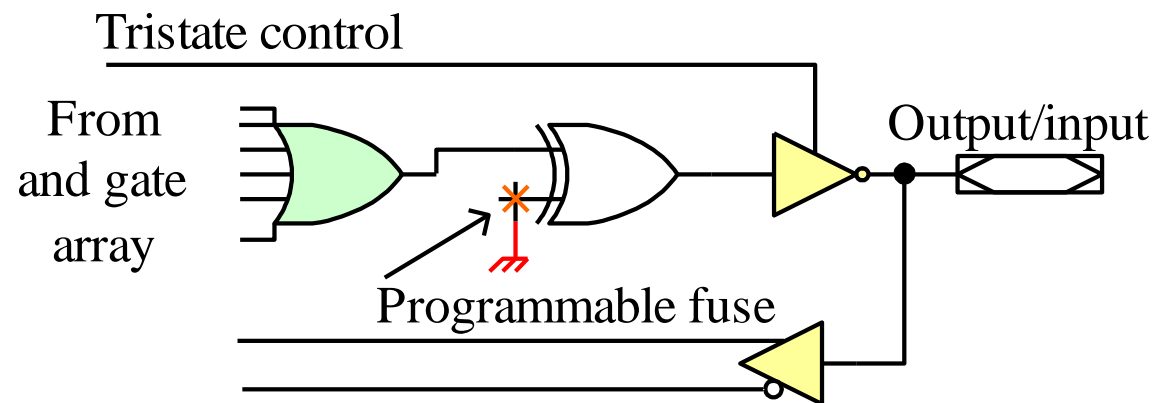 Tristate control
From
and gate
array
Output/input
Programmable fuse